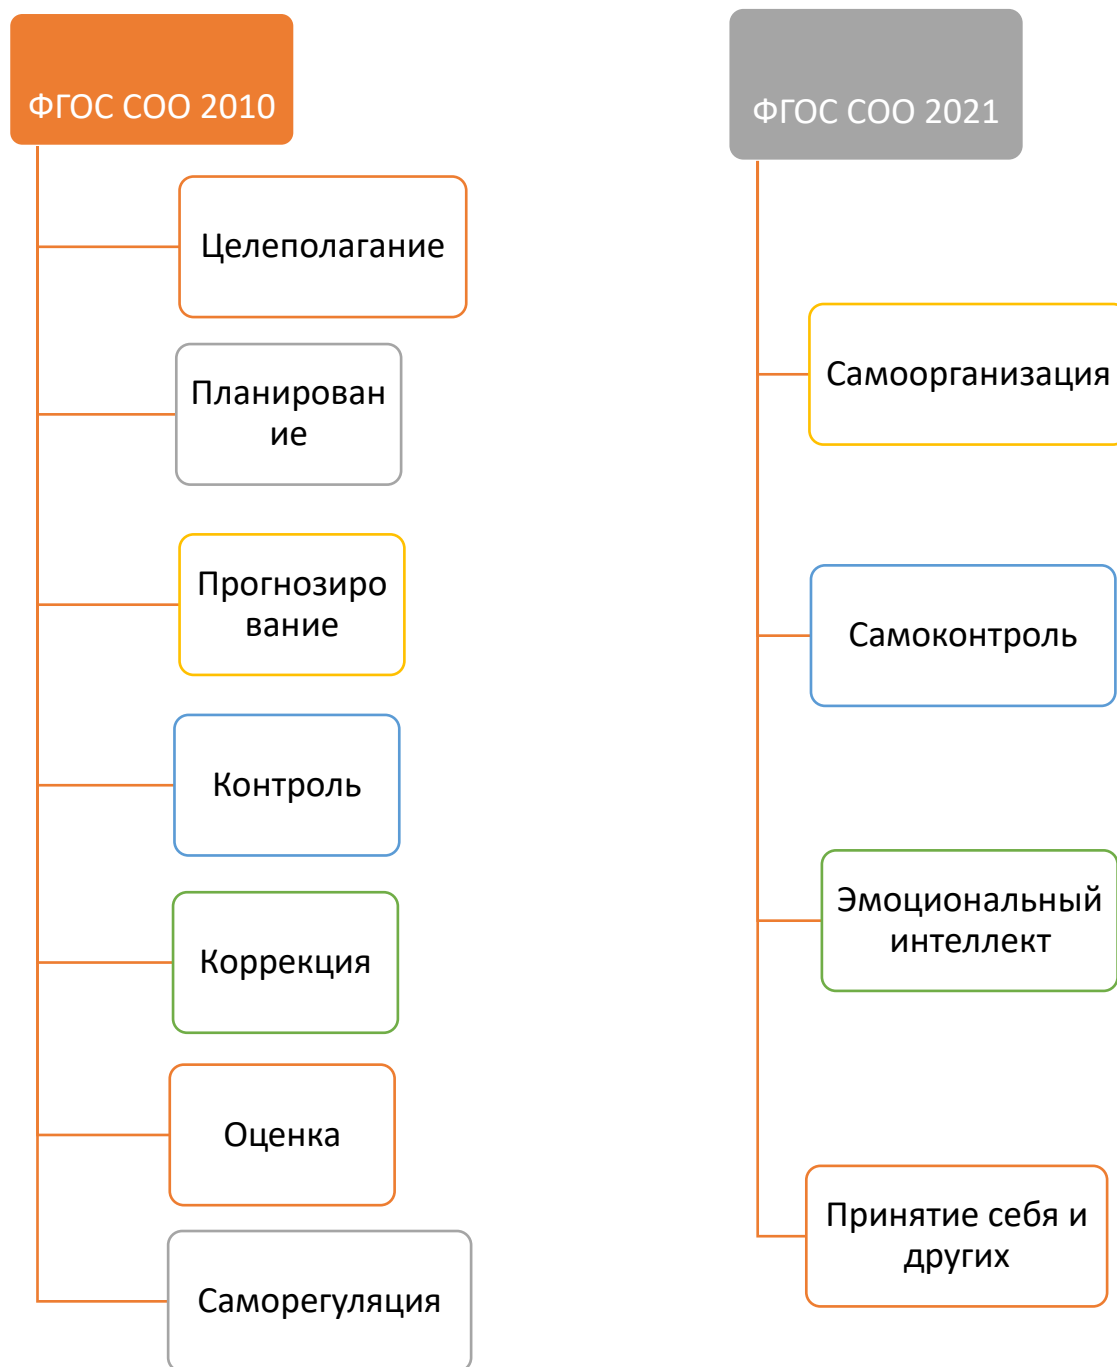 ФГОС СОО 2010
Целеполагание
Планирован
ие
Прогнозиро
вание
Контроль
Коррекция
Оценка
Саморегуляция
ФГОС СОО 2021
Самоорганизация
Самоконтроль
Эмоциональный
интеллект
Принятие себя и
других